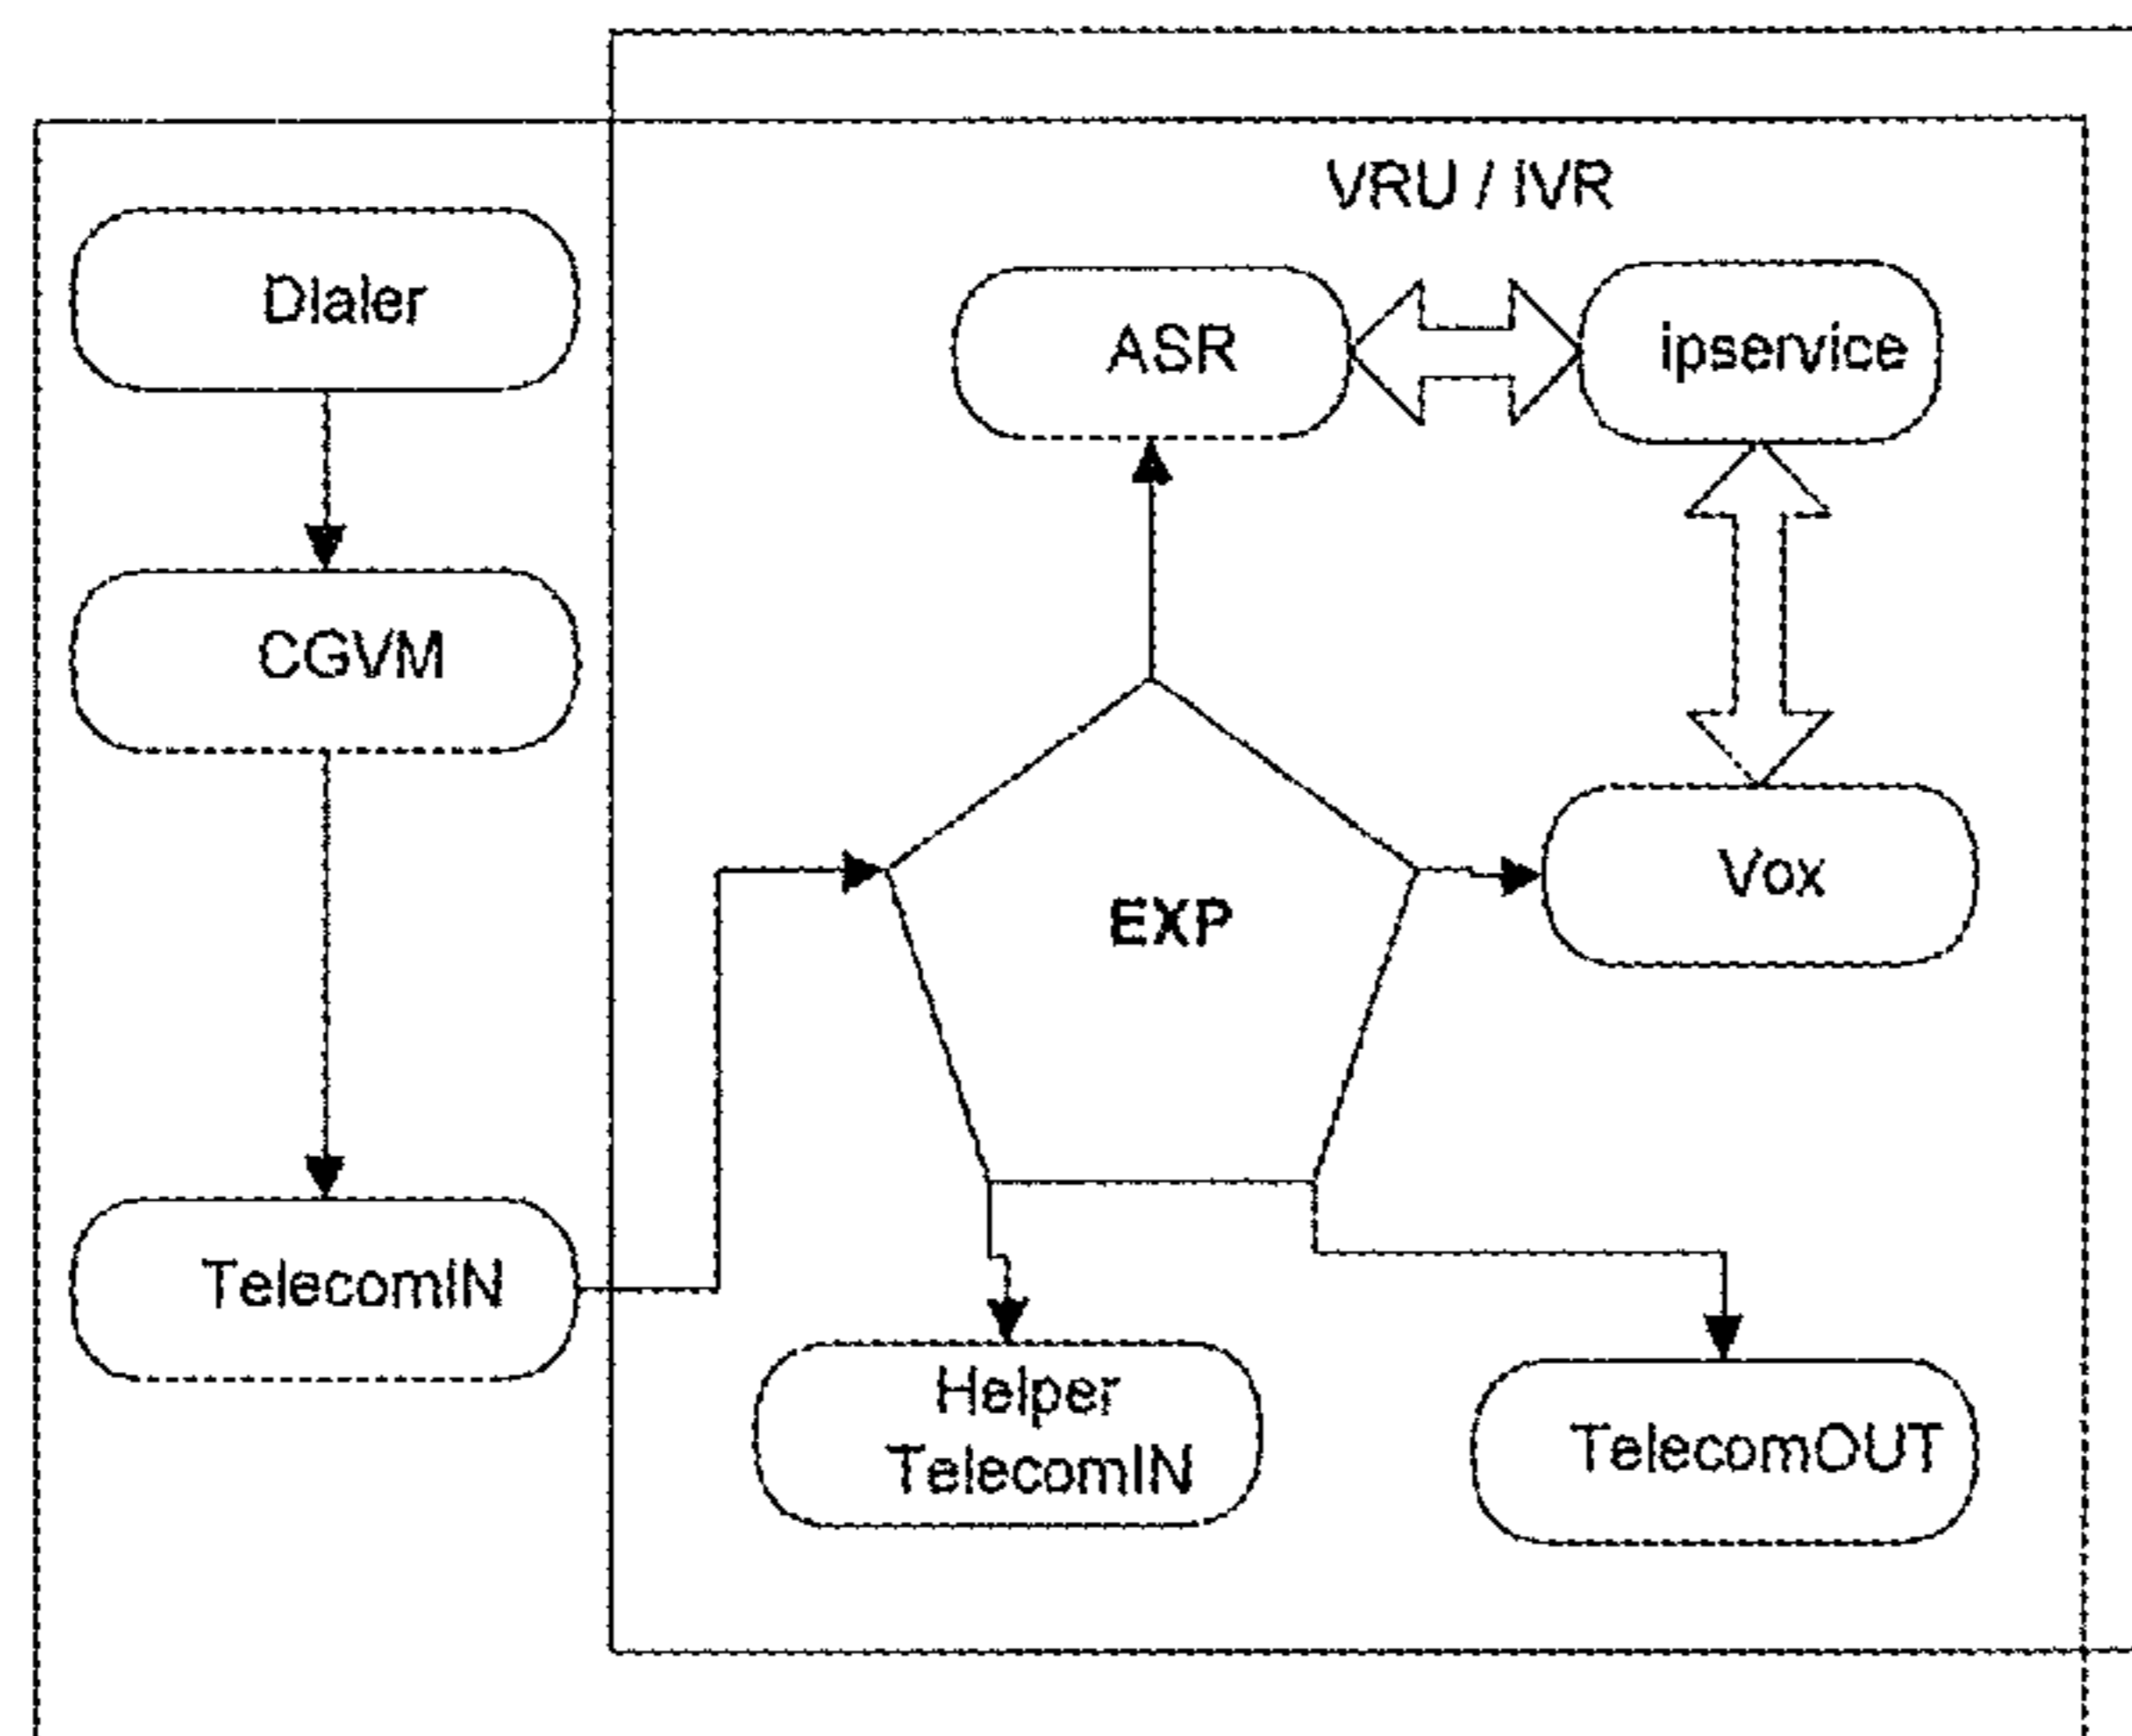 VRU / IVR
Dialer
ASR
ipservice
CGVM
Vox
EXP
TelecomIN
Helper
TelecomIN
TelecomOUT